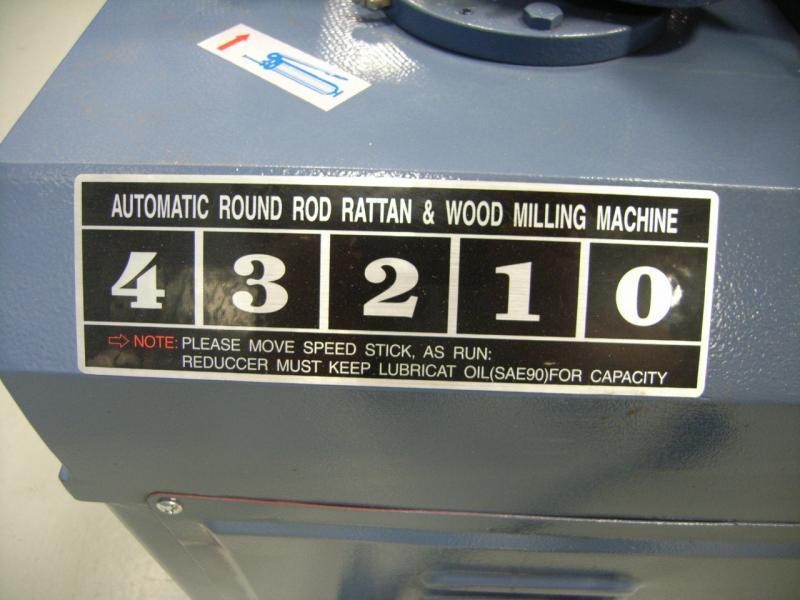 AUTOMATIC ROUND ROD RATTAN & WOOD MILLING MACHINE
4 3 2 1 0
⇨ NOTE: PLEASE MOVE SPEED STICK, AS RUN:
REDUCCER MUST KEEP LUBRICAT OIL(SAE90)FOR CAPACITY